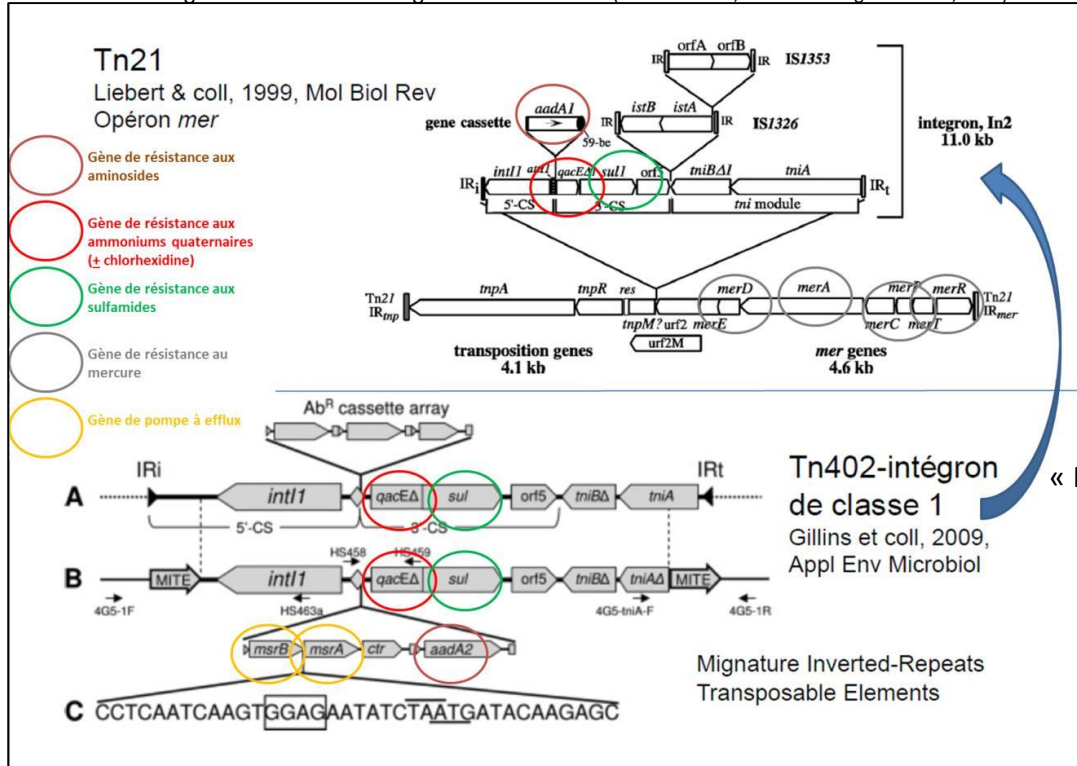 Tn21
Liebert & coll, 1999, Mol Biol Rev
Opéron mer
Gène de résistance aux
aminosides
Gène de résistance aux
ammoniums quaternaires
(± chlorhexidine)
Gène de résistance aux
sulfamides
Gène de résistance au
mercure
Gène de pompe à efflux
orfA orfB
IR IR IS1353
istB istA
IR IR IS1326
aadA1
gene cassette
59-be
integron, In2
11.0 kb
intI1 attI1 qacEΔ1 sul1 orf5 tniBΔ1 tniA
IRi IRt
5'-CS 3'-CS tni module
tnpA tnpR res merD merA merP merR
Tn21
IRtnp
Tn21
IRmer
tnpM? urf2 merE merC merT
urf2M
transposition genes
4.1 kb
mer genes
4.6 kb
AbR cassette array
IRi IRt
A intI1 qacEΔ sul orf5 tniBΔ tniA
5'-CS 3'-CS
HS458 HS459
B MITE intI1 qacEΔ sul orf5 tniBΔ tniAΔ MITE
4G5-1F HS463a 4G5-tniA-F 4G5-1R
msrB msrA ctr aadA2
C CCTCAATCAAGTGGAGAATATCTAATGATACAAGAGC
Tn402-intégron
de classe 1
Gillins et coll, 2009,
Appl Env Microbiol
«
Mignature Inverted-Repeats
Transposable Elements